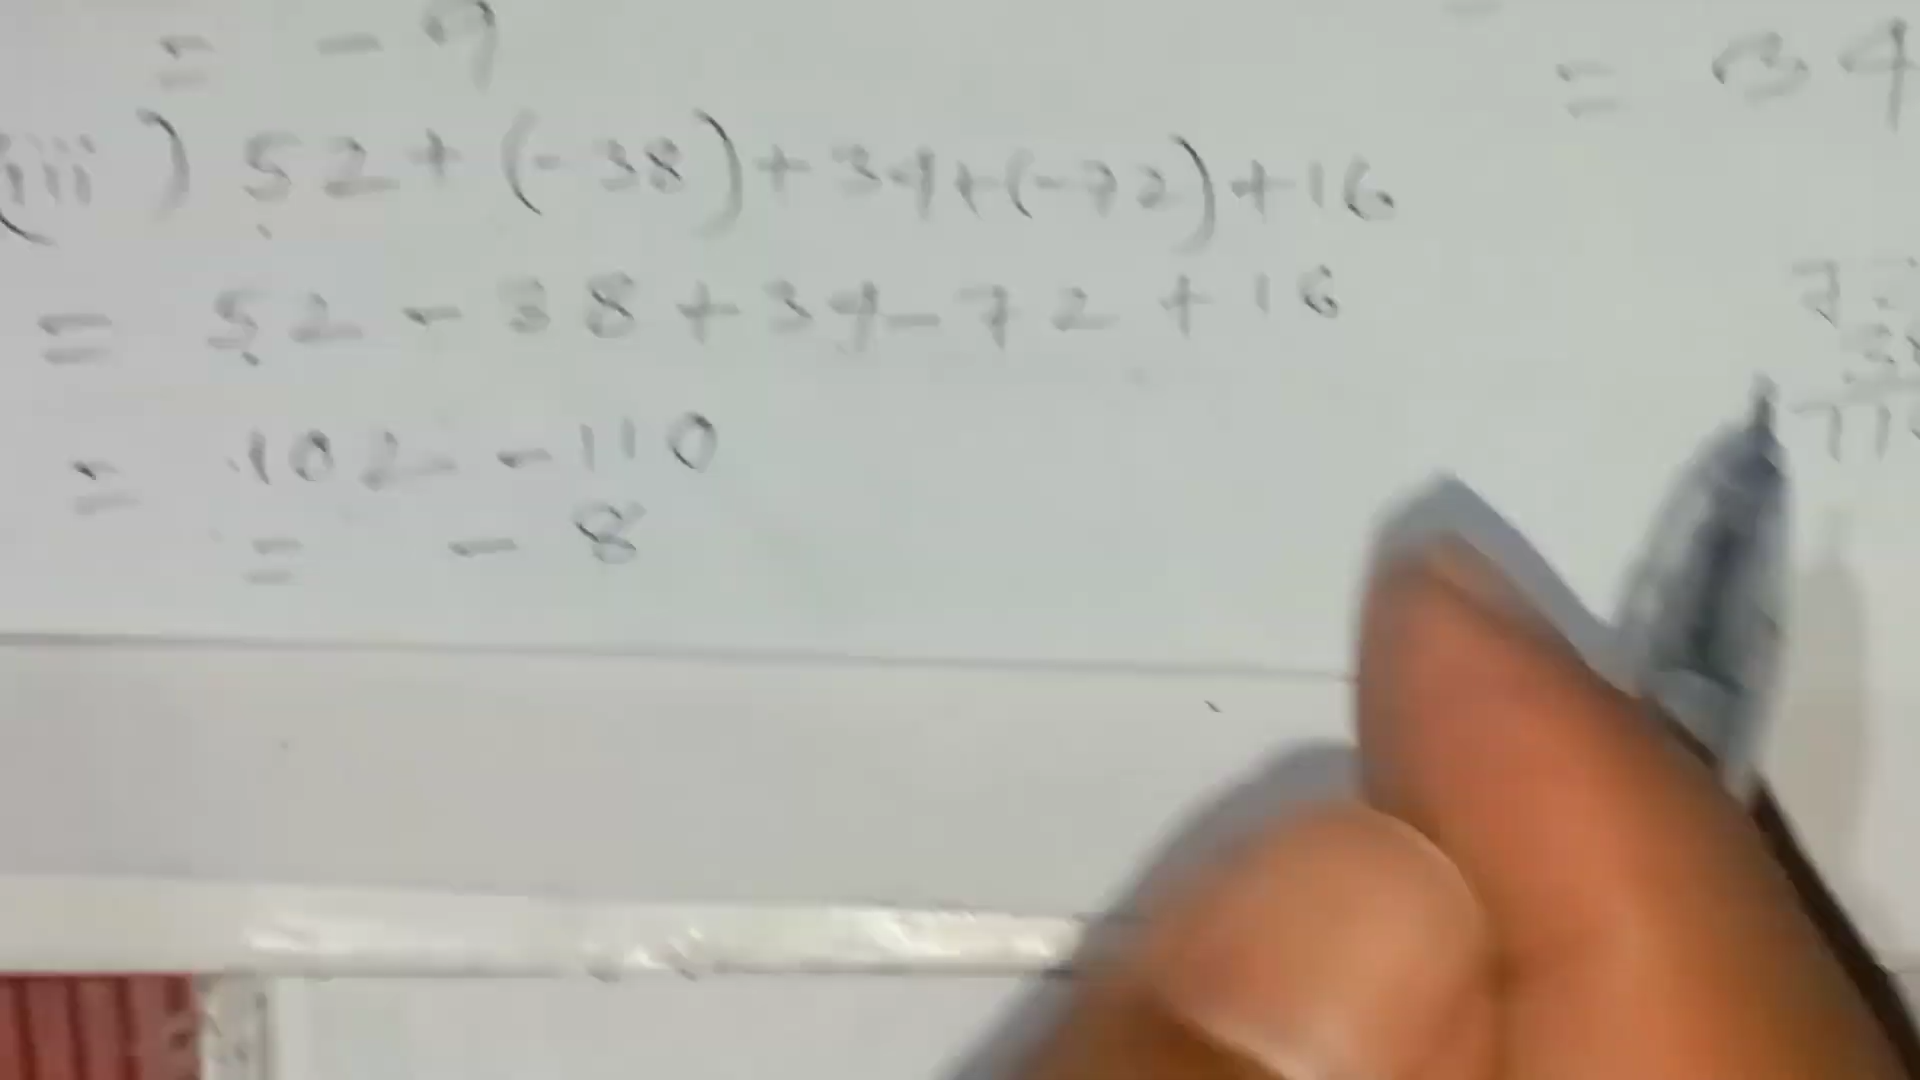 = - 9
= 34
(iii) 52 + (-38) + 34 + (-72) + 16
= 52 - 38 + 34 - 72 + 16
= 102 - 110
= - 8